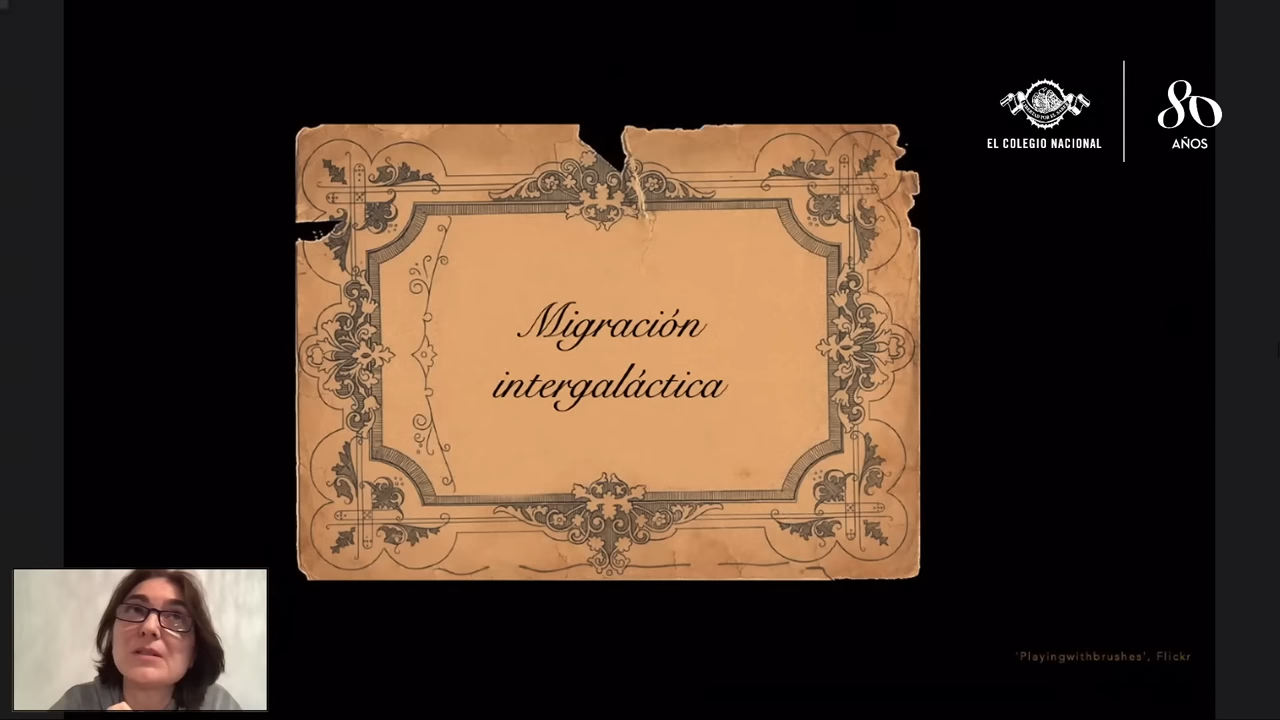 EL COLEGIO NACIONAL
80
AÑOS
Migración
intergaláctica
'Playingwithbrushes', Flickr